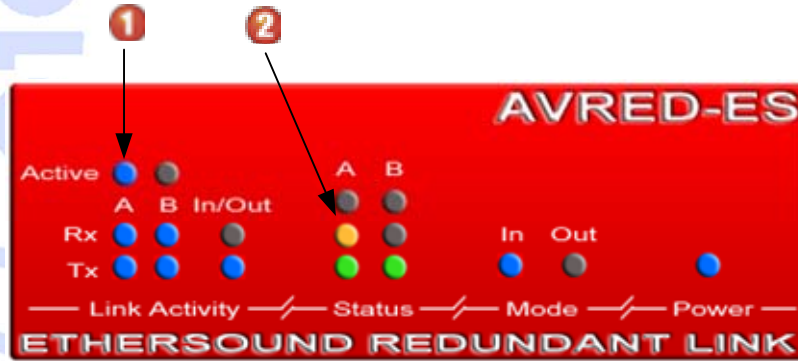 1 2
AVRED-ES
Active A B
A B In/Out
Rx In Out
Tx
Link Activity Status Mode Power
ETHERSOUND REDUNDANT LINK